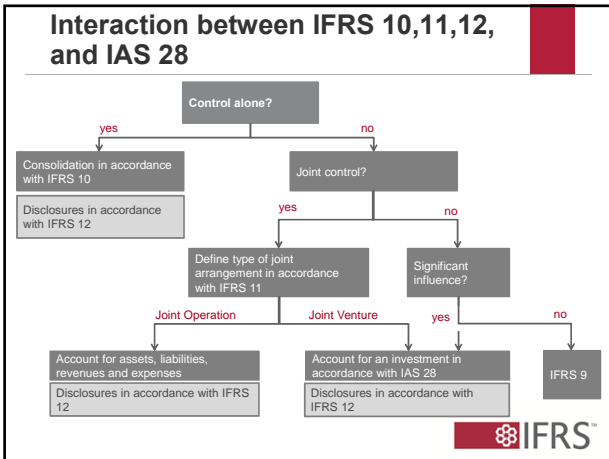 Interaction between IFRS 10,11,12,
and IAS 28
Control alone?
yes
no
Consolidation in accordance
with IFRS 10
Joint control?
Disclosures in accordance
with IFRS 12
yes
no
Define type of joint
arrangement in accordance
with IFRS 11
Significant
influence?
Joint Operation
Joint Venture
yes
no
Account for assets, liabilities,
revenues and expenses
Account for an investment in
accordance with IAS 28
IFRS 9
Disclosures in accordance with IFRS
12
Disclosures in accordance with
IFRS 12
IFRS™